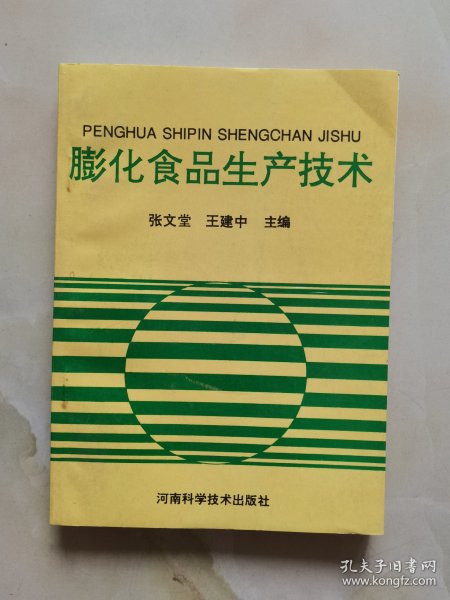 PENGHUA SHIPIN SHENGCHAN JISHU
膨化食品生产技术
张文堂 王建中 主编
河南科学技术出版社
孔夫子旧书网
www.kongfz.com